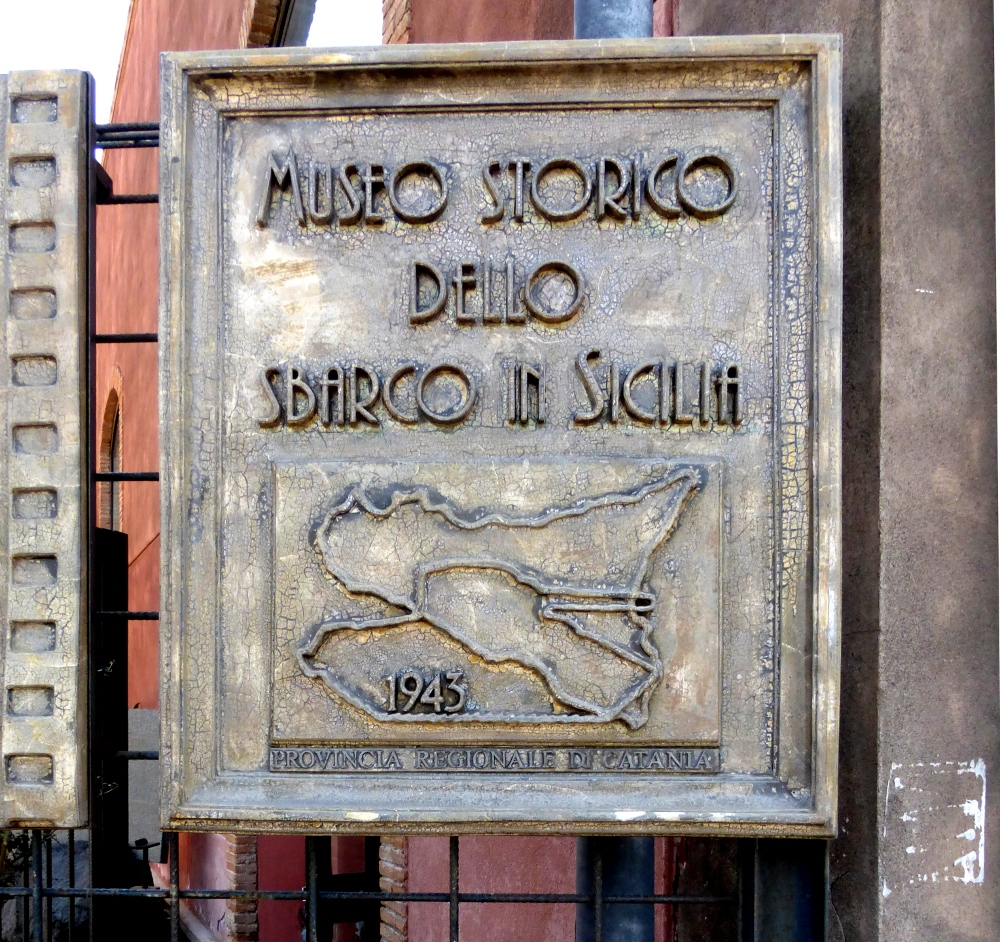 MUSEO STORICO
DELLO
SBARCO IN SICILIA
1943
PROVINCIA REGIONALE DI CATANIA